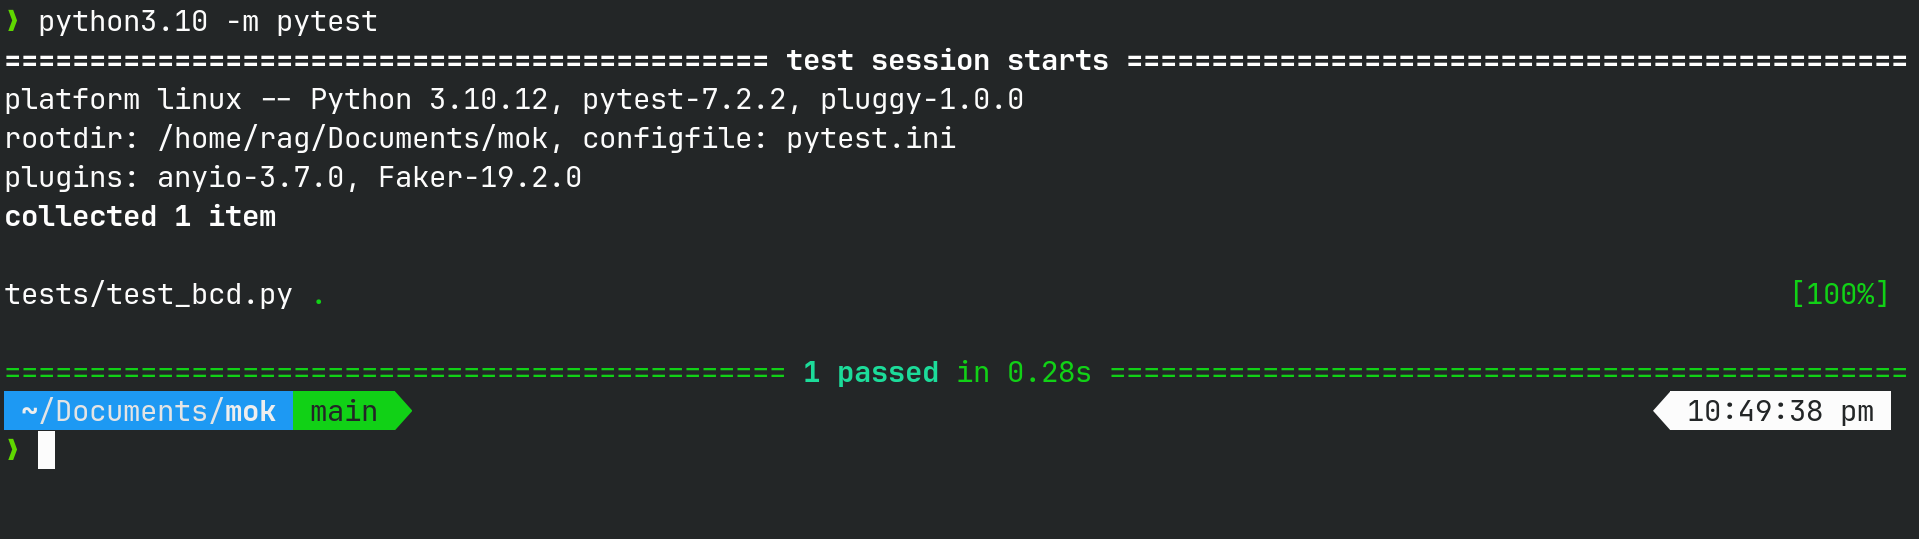 ❱ python3.10 -m pytest
============================================= test session starts ==============================================
platform linux -- Python 3.10.12, pytest-7.2.2, pluggy-1.0.0
rootdir: /home/rag/Documents/mok, configfile: pytest.ini
plugins: anyio-3.7.0, Faker-19.2.0
collected 1 item
tests/test_bcd.py . [100%]
============================================== 1 passed in 0.28s ===============================================
~/Documents/mok main 10:49:38 pm
❱